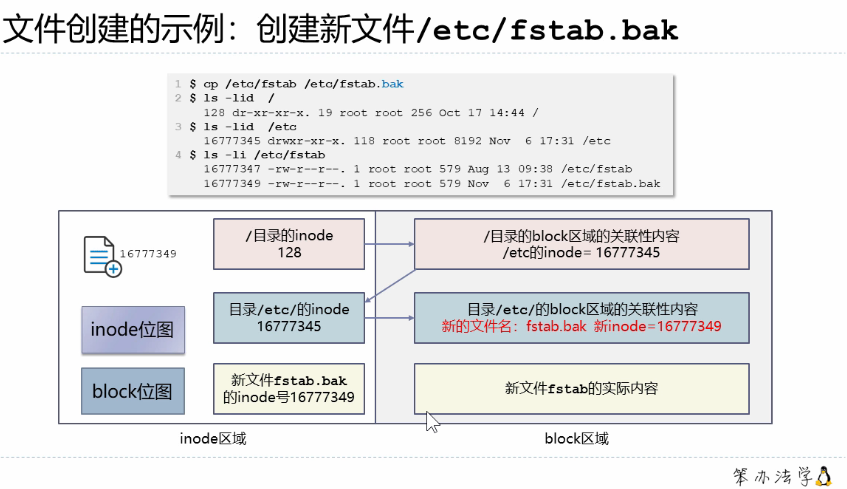 文件创建的示例：创建新文件/etc/fstab.bak
1 $ cp /etc/fstab /etc/fstab.bak
2 $ ls -lid  /
128 dr-xr-xr-x. 19 root root 256 Oct 17 14:44 /
3 $ ls -lid  /etc
16777345 drwxr-xr-x. 118 root root 8192 Nov  6 17:31 /etc
4 $ ls -li /etc/fstab
16777347 -rw-r--r--. 1 root root 579 Aug 13 09:38 /etc/fstab
16777349 -rw-r--r--. 1 root root 579 Nov  6 17:31 /etc/fstab.bak
16777349
/目录的inode
128
/目录的block区域的关联性内容
/etc的inode= 16777345
inode位图
目录/etc/的inode
16777345
目录/etc/的block区域的关联性内容
新的文件名：fstab.bak 新inode=16777349
block位图
新文件fstab.bak
的inode号16777349
新文件fstab的实际内容
inode区域
block区域
笨办法学